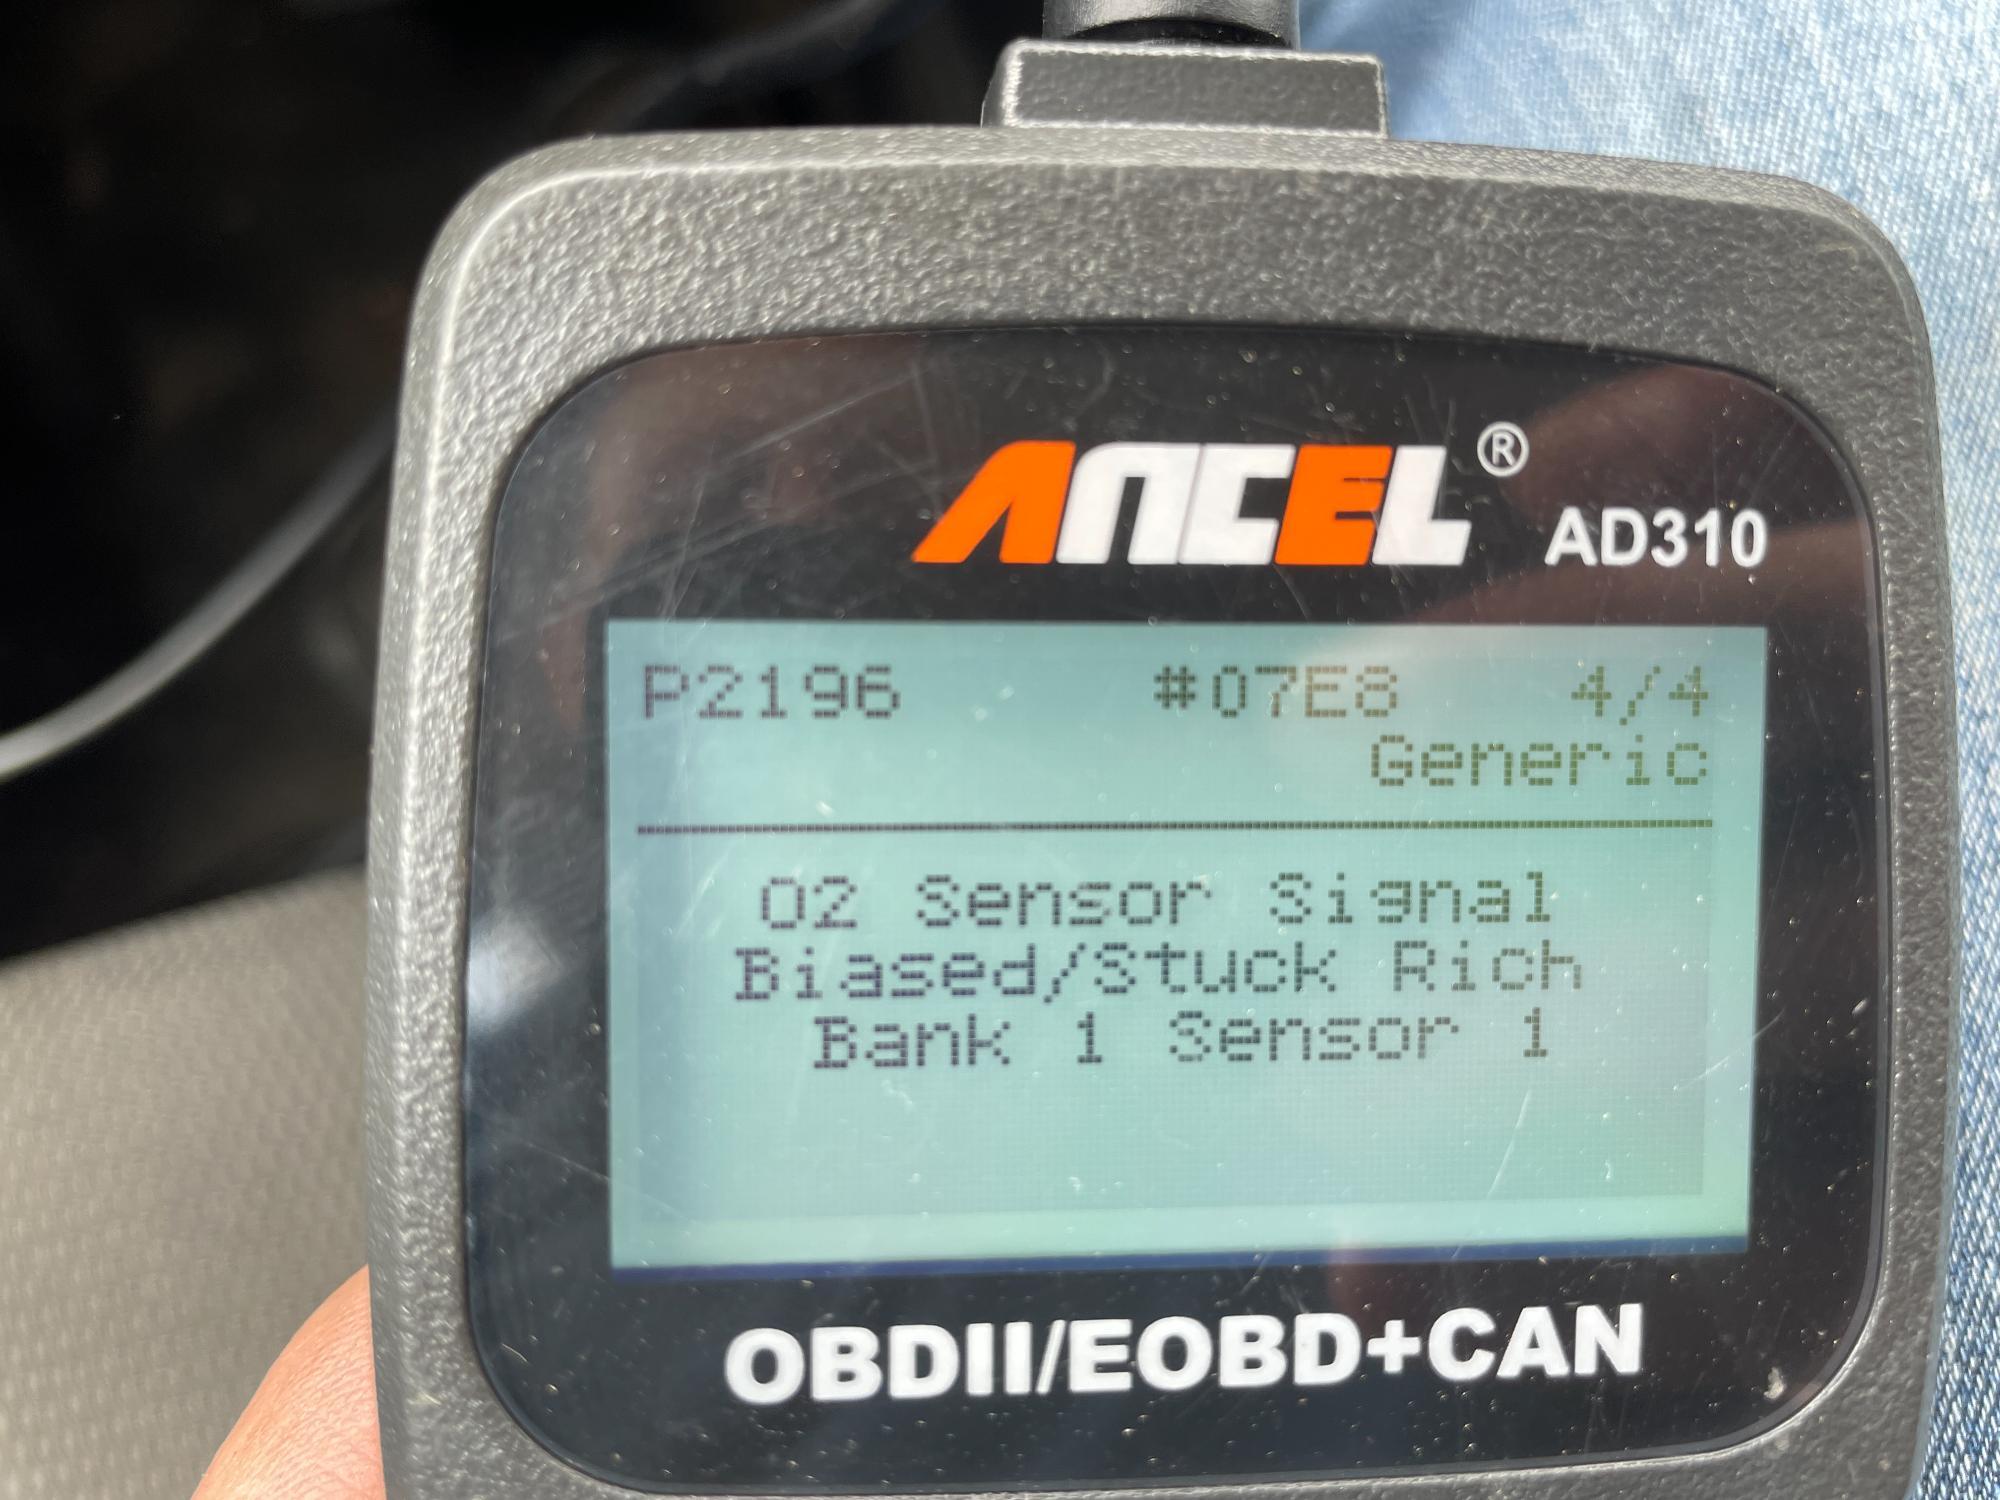 ANCEL® AD310
P2196 #07E8 4/4
Generic
O2 Sensor Signal
Biased/Stuck Rich
Bank 1 Sensor 1
OBDII/EOBD+CAN